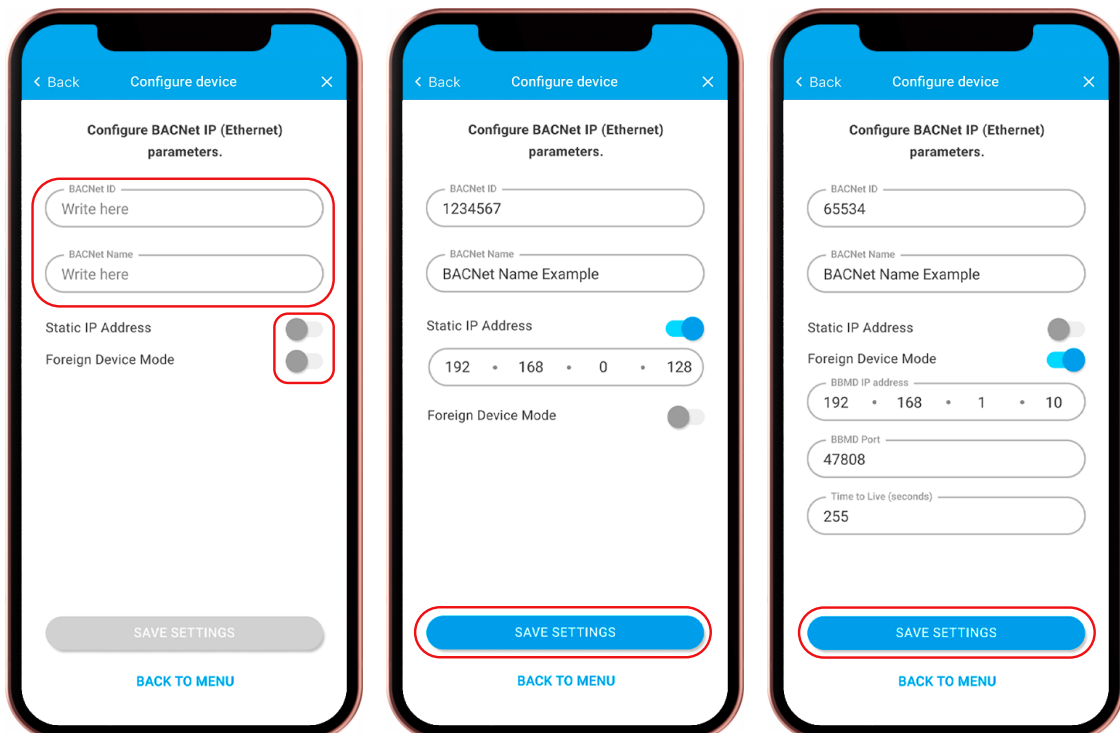 Back
Configure device
Configure BACNet IP (Ethernet)
parameters.
BACNet ID
Write here
BACNet Name
Write here
Static IP Address
Foreign Device Mode
SAVE SETTINGS
BACK TO MENU
Back
Configure device
Configure BACNet IP (Ethernet)
parameters.
BACNet ID
1234567
BACNet Name
BACNet Name Example
Static IP Address
192 • 168 • 0 • 128
Foreign Device Mode
SAVE SETTINGS
BACK TO MENU
Back
Configure device
Configure BACNet IP (Ethernet)
parameters.
BACNet ID
65534
BACNet Name
BACNet Name Example
Static IP Address
Foreign Device Mode
BBMD IP address
192 • 168 • 1 • 10
BBMD Port
47808
Time to Live (seconds)
255
SAVE SETTINGS
BACK TO MENU